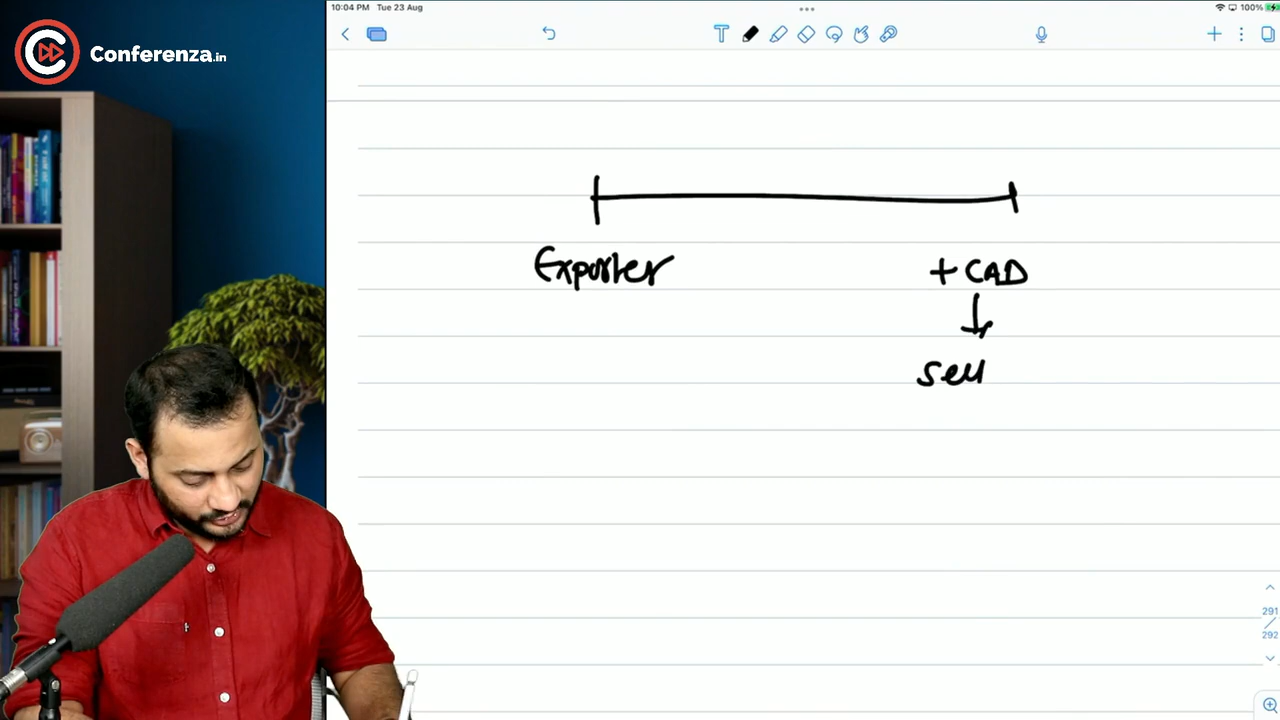 Conferenza.in
10:04 PM Tue 23 Aug
100%
T
Exporter
+ CAD
sell
291
292